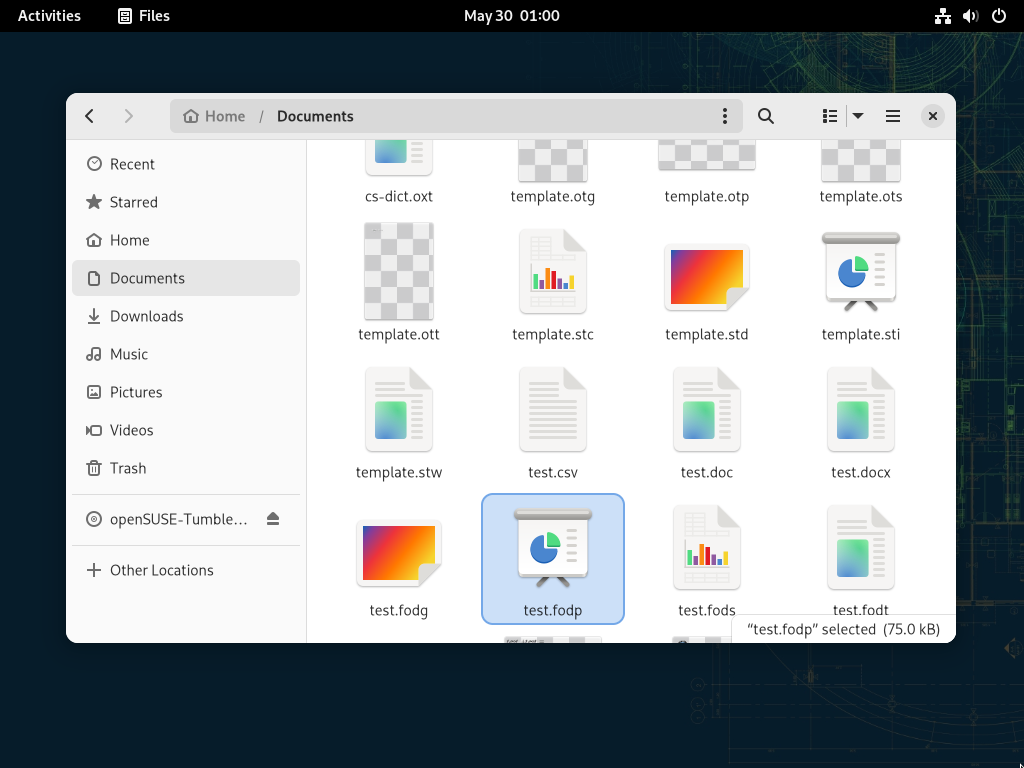 Activities Files May 30 01:00
Home / Documents
Recent
Starred
Home
Documents
Downloads
Music
Pictures
Videos
Trash
openSUSE-Tumble...
Other Locations
cs-dict.oxt template.otg template.otp template.ots
template.ott template.stc template.std template.sti
template.stw test.csv test.doc test.docx
test.fodg test.fodp test.fods test.fodt
“test.fodp” selected (75.0 kB)